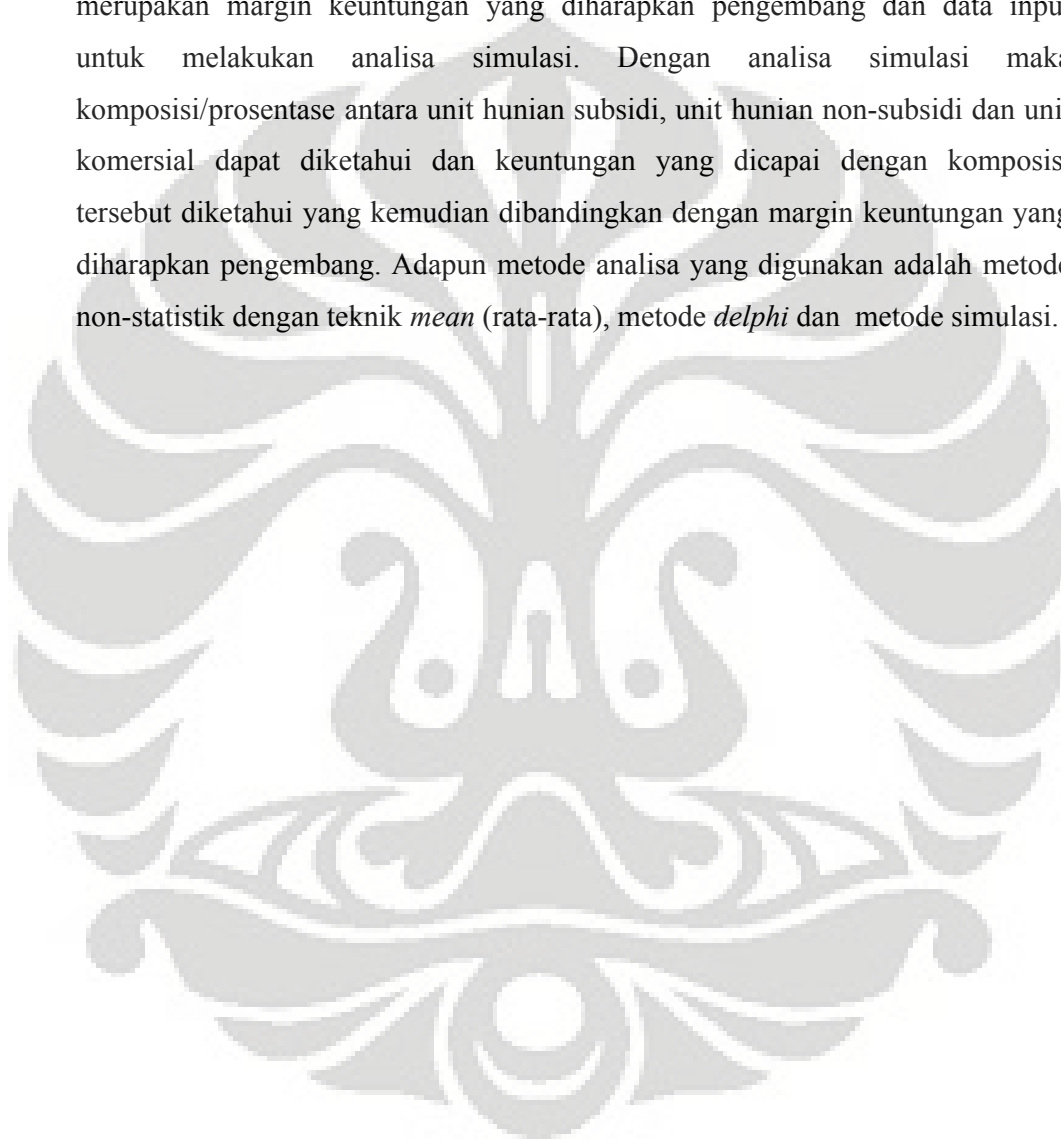 merupakan margin keuntungan yang diharapkan pengembang dan data inpu
untuk melakukan analisa simulasi. Dengan analisa simulasi maka
komposisi/prosentase antara unit hunian subsidi, unit hunian non-subsidi dan uni
komersial dapat diketahui dan keuntungan yang dicapai dengan komposis
tersebut diketahui yang kemudian dibandingkan dengan margin keuntungan yang
diharapkan pengembang. Adapun metode analisa yang digunakan adalah metode
non-statistik dengan teknik mean (rata-rata), metode delphi dan metode simulasi.